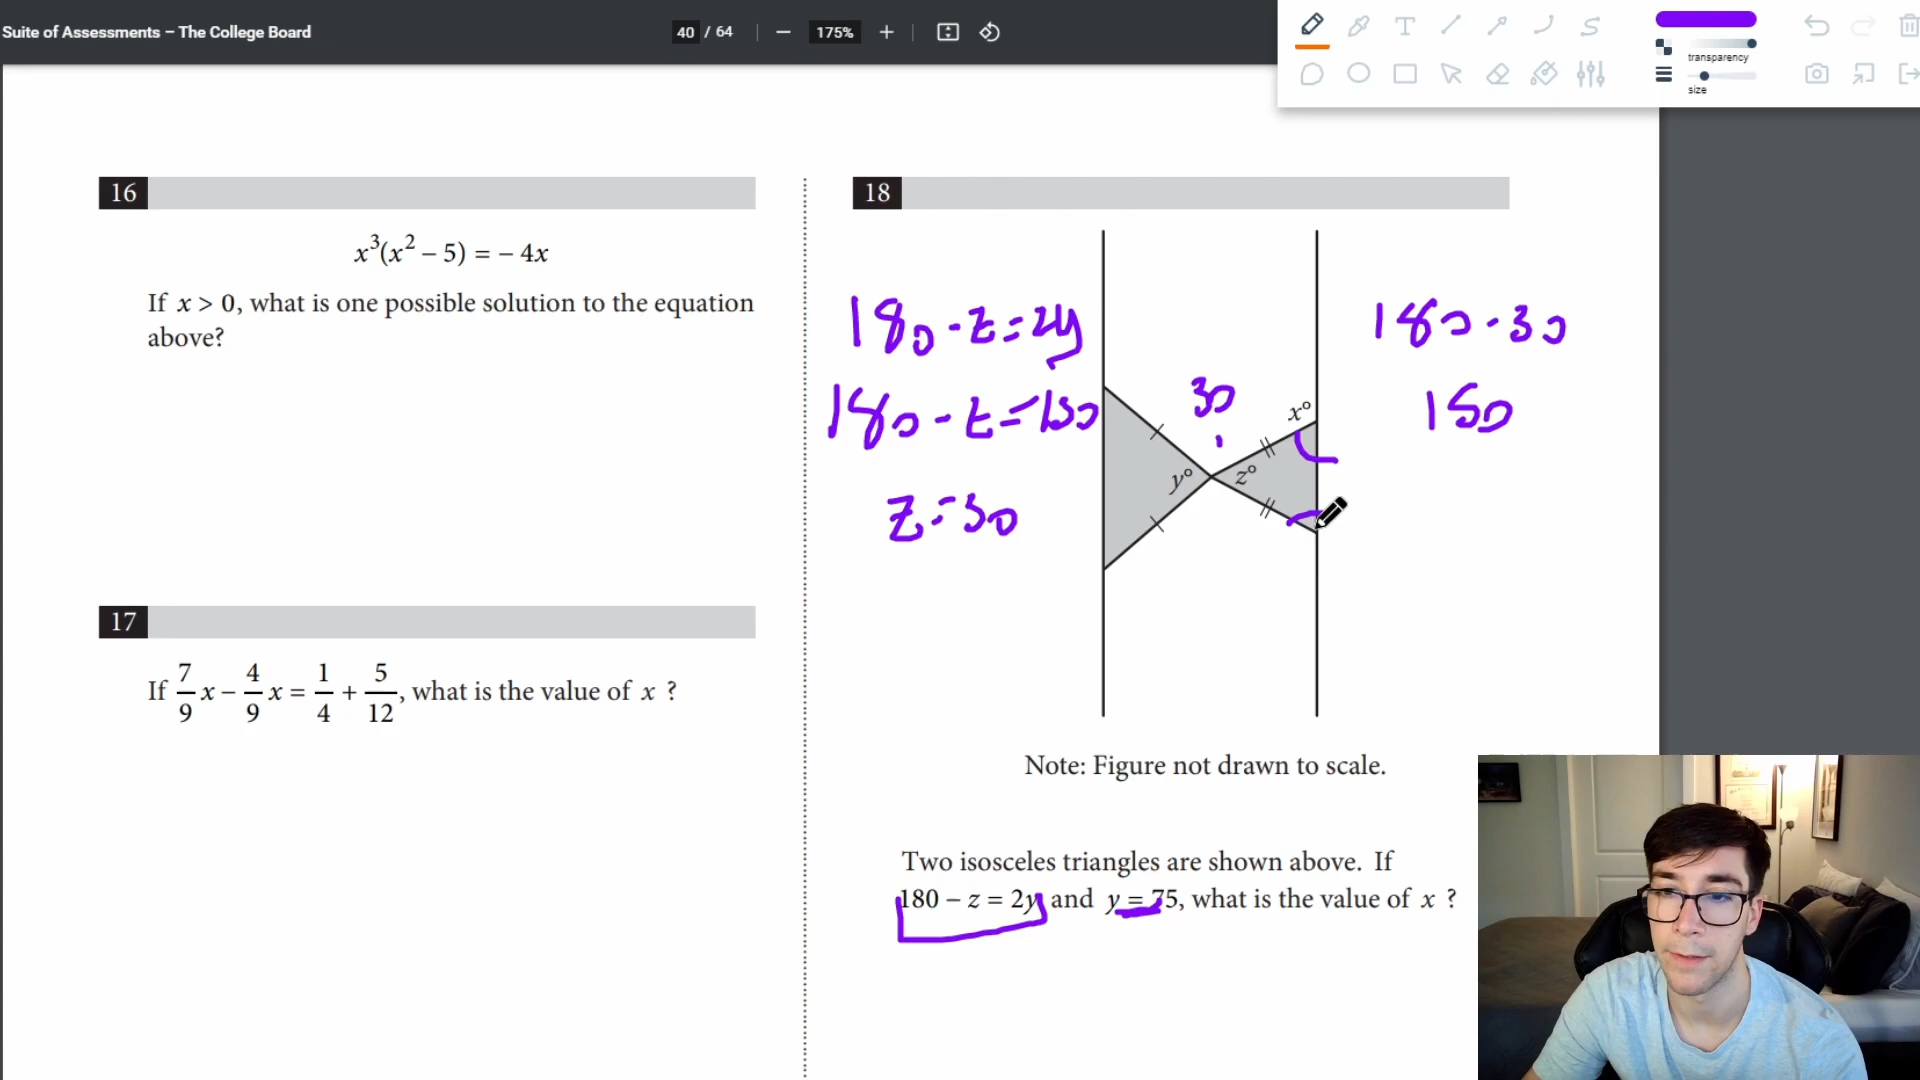 Suite of Assessments – The College Board
40 / 64
175%
transparency
size
16
x³(x² – 5) = – 4x
If x > 0, what is one possible solution to the equation
above?
17
If 7/9 x – 4/9 x = 1/4 + 5/12, what is the value of x ?
18
180 - z = 2y
180 - z = 150
z = 30
30
180 - 30
150
x°
y°
z°
Note: Figure not drawn to scale.
Two isosceles triangles are shown above. If
180 – z = 2y and y = 75, what is the value of x ?